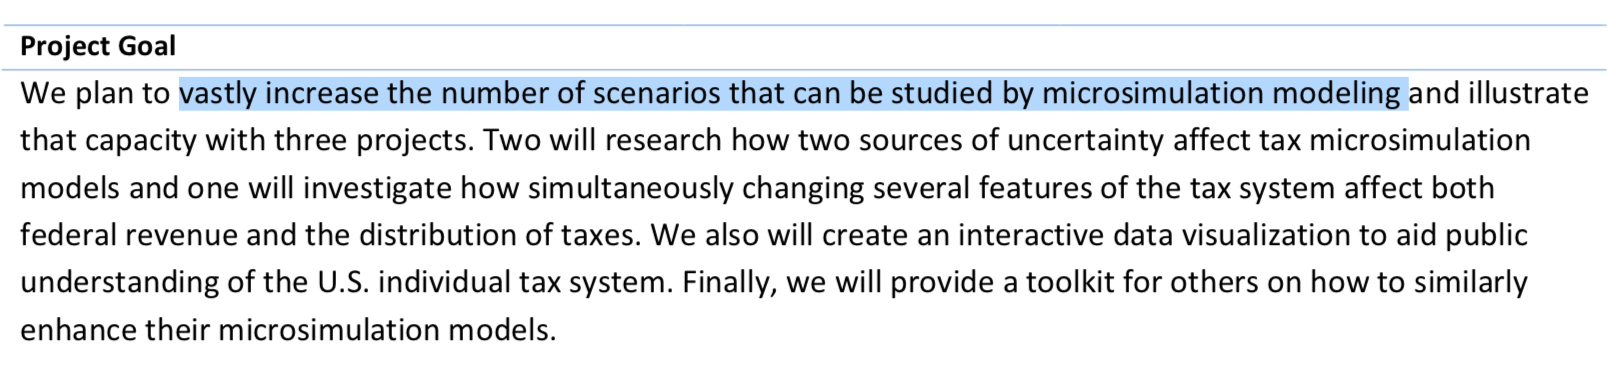 Project Goal
We plan to vastly increase the number of scenarios that can be studied by microsimulation modeling and illustrate
that capacity with three projects. Two will research how two sources of uncertainty affect tax microsimulation
models and one will investigate how simultaneously changing several features of the tax system affect both
federal revenue and the distribution of taxes. We also will create an interactive data visualization to aid public
understanding of the U.S. individual tax system. Finally, we will provide a toolkit for others on how to similarly
enhance their microsimulation models.